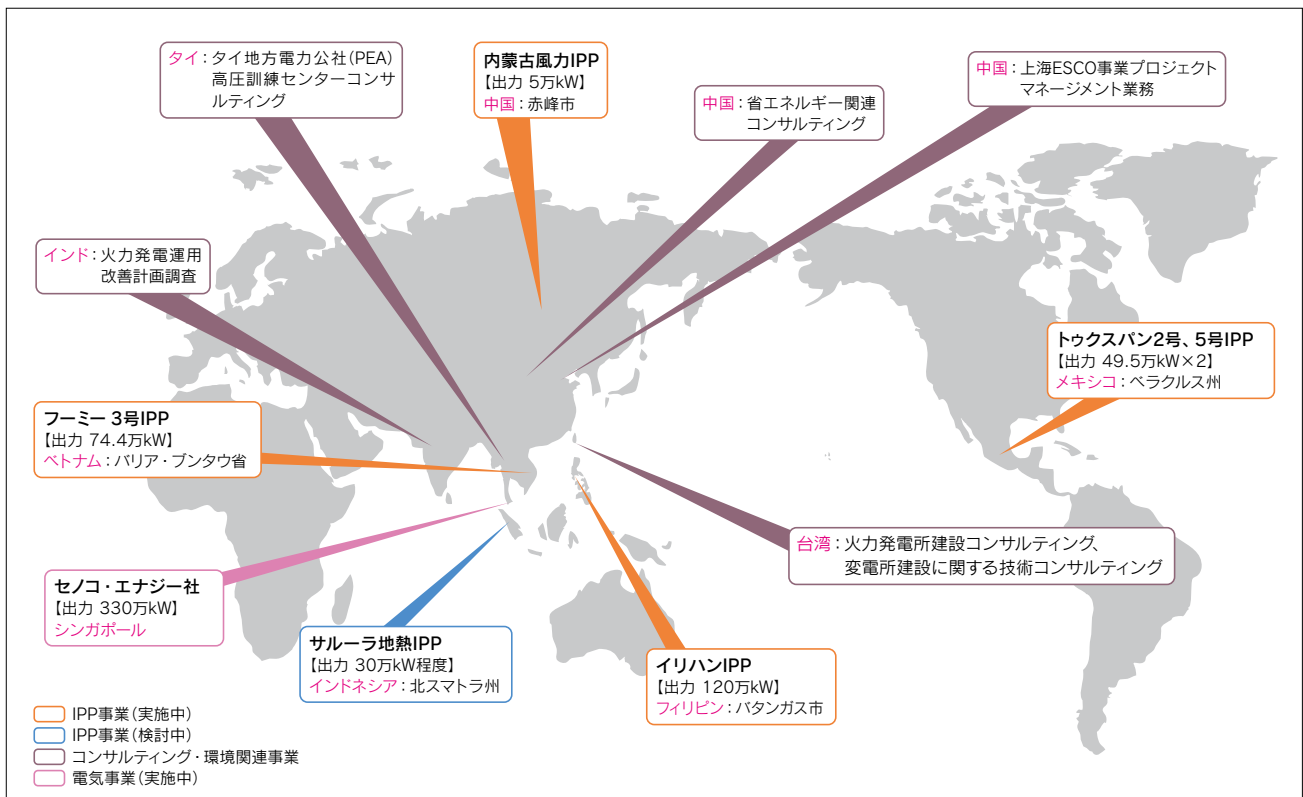 タイ：タイ地方電力公社(PEA)
高圧訓練センターコンサ
ルティング
内蒙古風力IPP
【出力 5万kW】
中国：赤峰市
中国：省エネルギー関連
コンサルティング
中国：上海ESCO事業プロジェクト
マネージメント業務
インド：火力発電運用
改善計画調査
トゥクスパン2号、5号IPP
【出力 49.5万kW×2】
メキシコ：ベラクルス州
フーミー 3号IPP
【出力 74.4万kW】
ベトナム：バリア・ブンタウ省
台湾：火力発電所建設コンサルティング、
変電所建設に関する技術コンサルティング
セノコ・エナジー社
【出力 330万kW】
シンガポール
サルーラ地熱IPP
【出力 30万kW程度】
インドネシア：北スマトラ州
イリハンIPP
【出力 120万kW】
フィリピン：バタンガス市
IPP事業(実施中)
IPP事業(検討中)
コンサルティング・環境関連事業
電気事業(実施中)